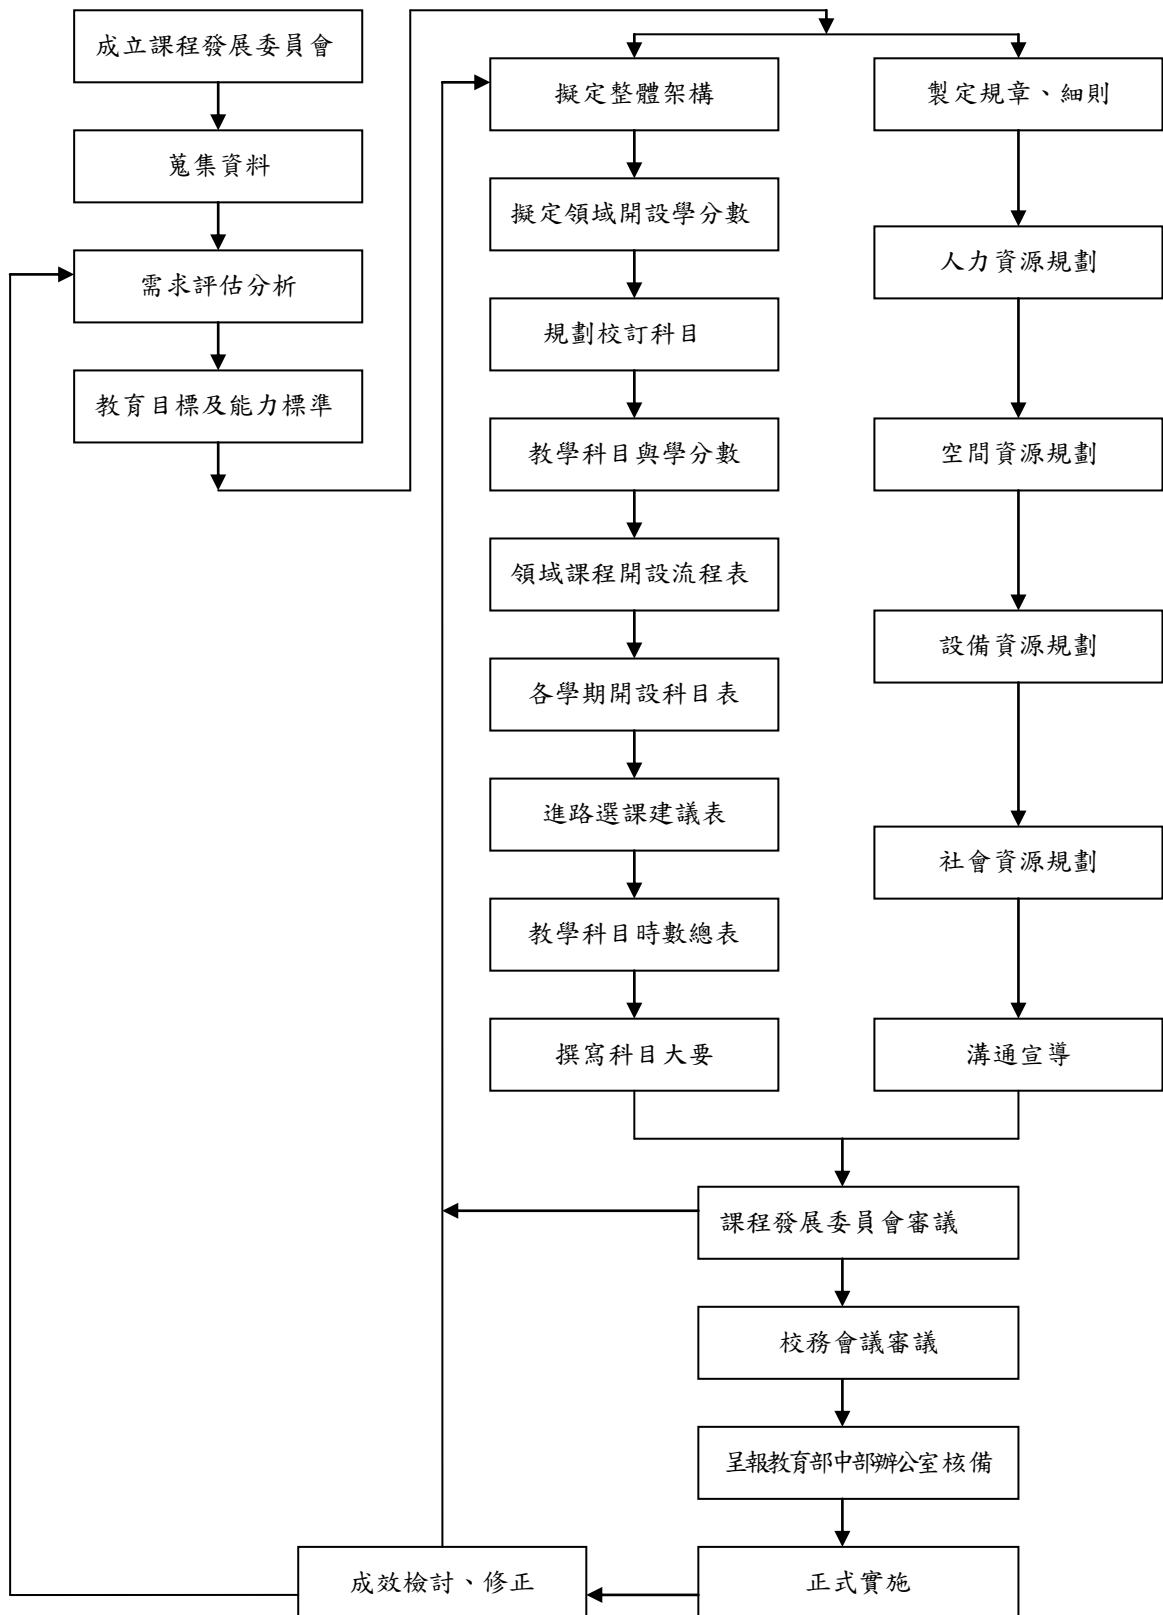 成立課程發展委員會
蒐集資料
需求評估分析
教育目標及能力標準
擬定整體架構
擬定領域開設學分數
規劃校訂科目
教學科目與學分數
領域課程開設流程表
各學期開設科目表
進路選課建議表
教學科目時數總表
撰寫科目大要
製定規章、細則
人力資源規劃
空間資源規劃
設備資源規劃
社會資源規劃
溝通宣導
課程發展委員會審議
校務會議審議
呈報教育部中部辦公室核備
正式實施
成效檢討、修正